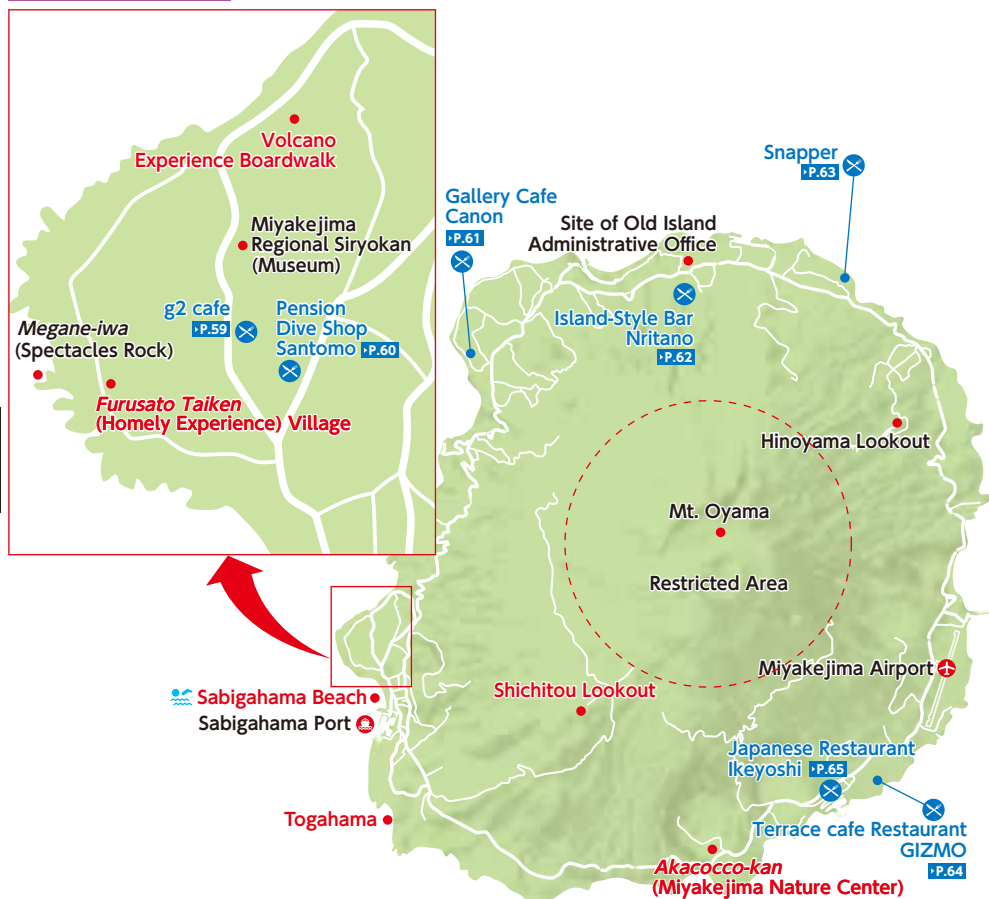 Volcano
Experience Boardwalk
Miyakejima
Regional Siryokan
(Museum)
g2 cafe
P.59
Pension
Dive Shop
Santomo P.60
Megane-iwa
(Spectacles Rock)
Furusato Taiken
(Homely Experience) Village
Gallery Cafe
Canon
P.61
Site of Old Island
Administrative Office
Snapper
P.63
Island-Style Bar
Nritano
P.62
Hinoyama Lookout
Mt. Oyama
Restricted Area
Miyakejima Airport
Sabigahama Beach
Sabigahama Port
Shichitou Lookout
Japanese Restaurant
Ikeyoshi P.65
Togahama
Terrace cafe Restaurant
GIZMO
P.64
Akacocco-kan
(Miyakejima Nature Center)